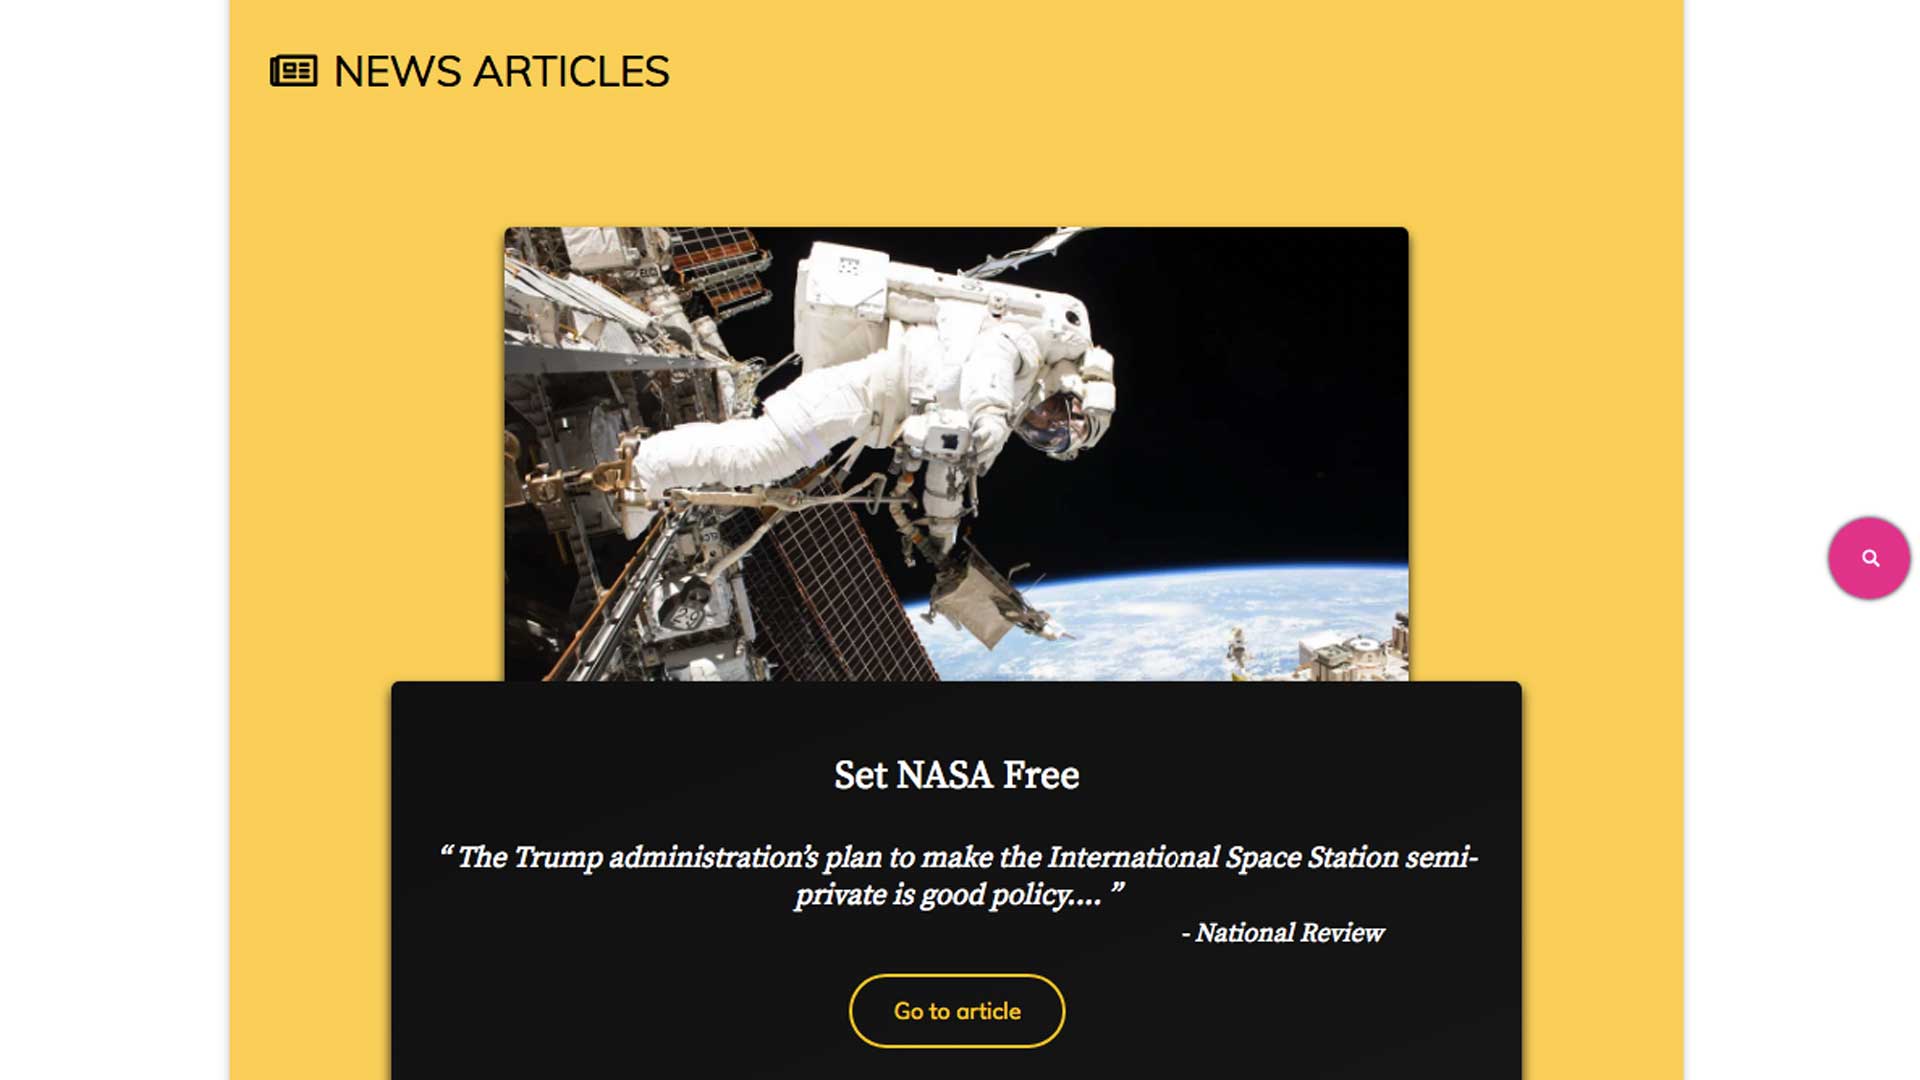 NEWS ARTICLES
Set NASA Free
“ The Trump administration’s plan to make the International Space Station semi-
private is good policy.... ”
- National Review
Go to article